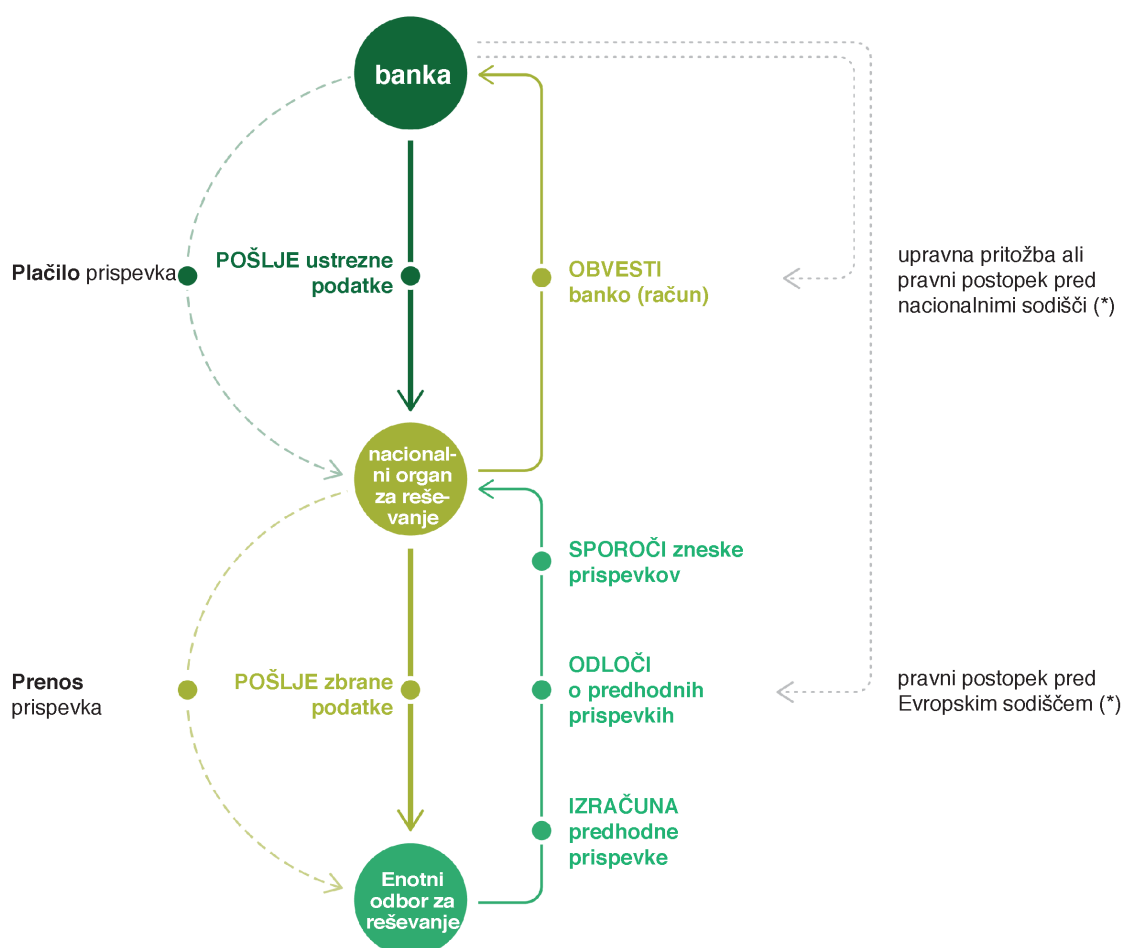 banka
Plačilo prispevka
POŠLJE ustrezne
podatke
OBVESTI
banko (račun)
upravna pritožba ali
pravni postopek pred
nacionalnimi sodišči (*)
nacional-
ni organ
za reše-
vanje
SPOROČI zneske
prispevkov
Prenos
prispevka
POŠLJE zbrane
podatke
ODLOČI
o predhodnih
prispevkih
pravni postopek pred
Evropskim sodiščem (*)
IZRAČUNA
predhodne
prispevke
Enotni
odbor za
reševanje